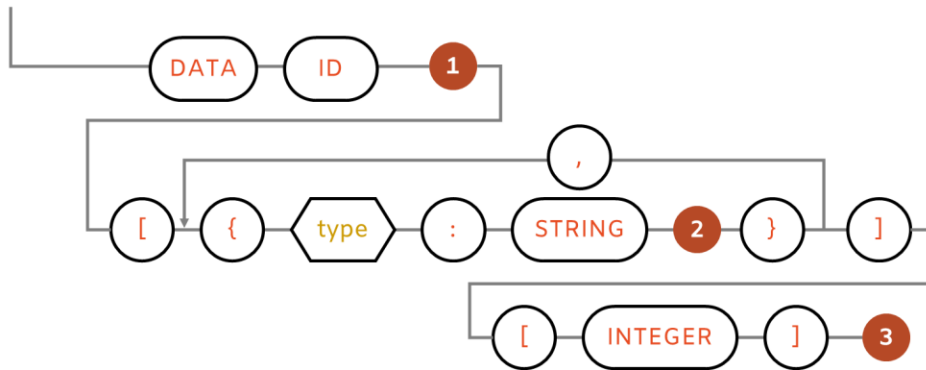 DATA ID 1
,
[ { type : STRING 2 } ]
[ INTEGER ] 3